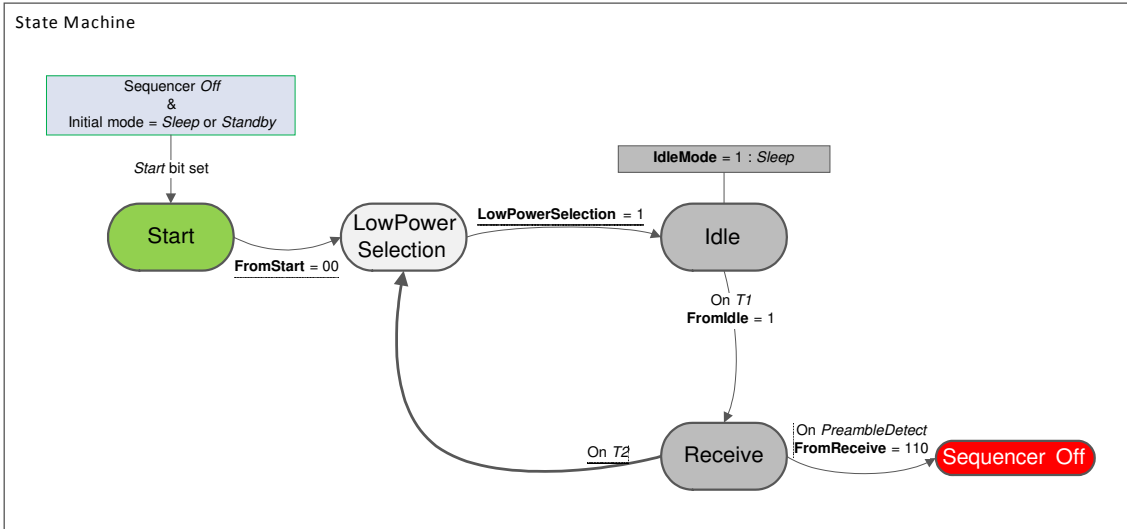 State Machine
Sequencer Off
&
Initial mode = Sleep or Standby
Start bit set
IdleMode = 1 : Sleep
Start
FromStart = 00
LowPower
Selection
LowPowerSelection = 1
Idle
On T1
FromIdle = 1
On T2
Receive
On PreambleDetect
FromReceive = 110
Sequencer Off